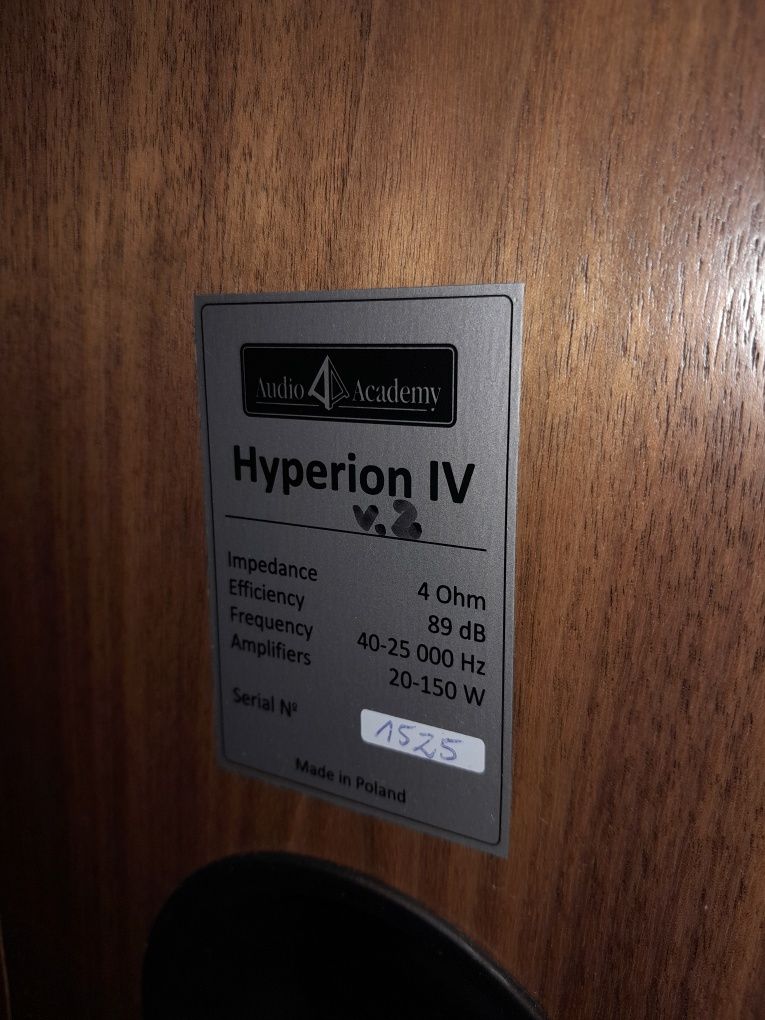 Audio Academy
Hyperion IV
v.2
Impedance 4 Ohm
Efficiency 89 dB
Frequency 40-25 000 Hz
Amplifiers 20-150 W
Serial Nº 1525
Made in Poland